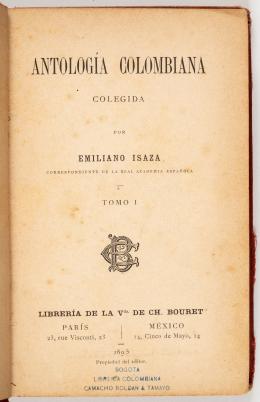 ANTOLOGÍA COLOMBIANA
COLEGIDA
POR
EMILIANO ISAZA
CORRESPONDIENTE DE LA REAL ACADEMIA ESPAÑOLA
TOMO I
LIBRERÍA DE LA Vda DE CH. BOURET
PARÍS
23, rue Visconti, 23
MÉXICO
14, Cinco de Mayo, 14
1895
Propiedad del editor.
BOGOTA
LIBRERIA COLOMBIANA
CAMACHO ROLDAN & TAMAYO